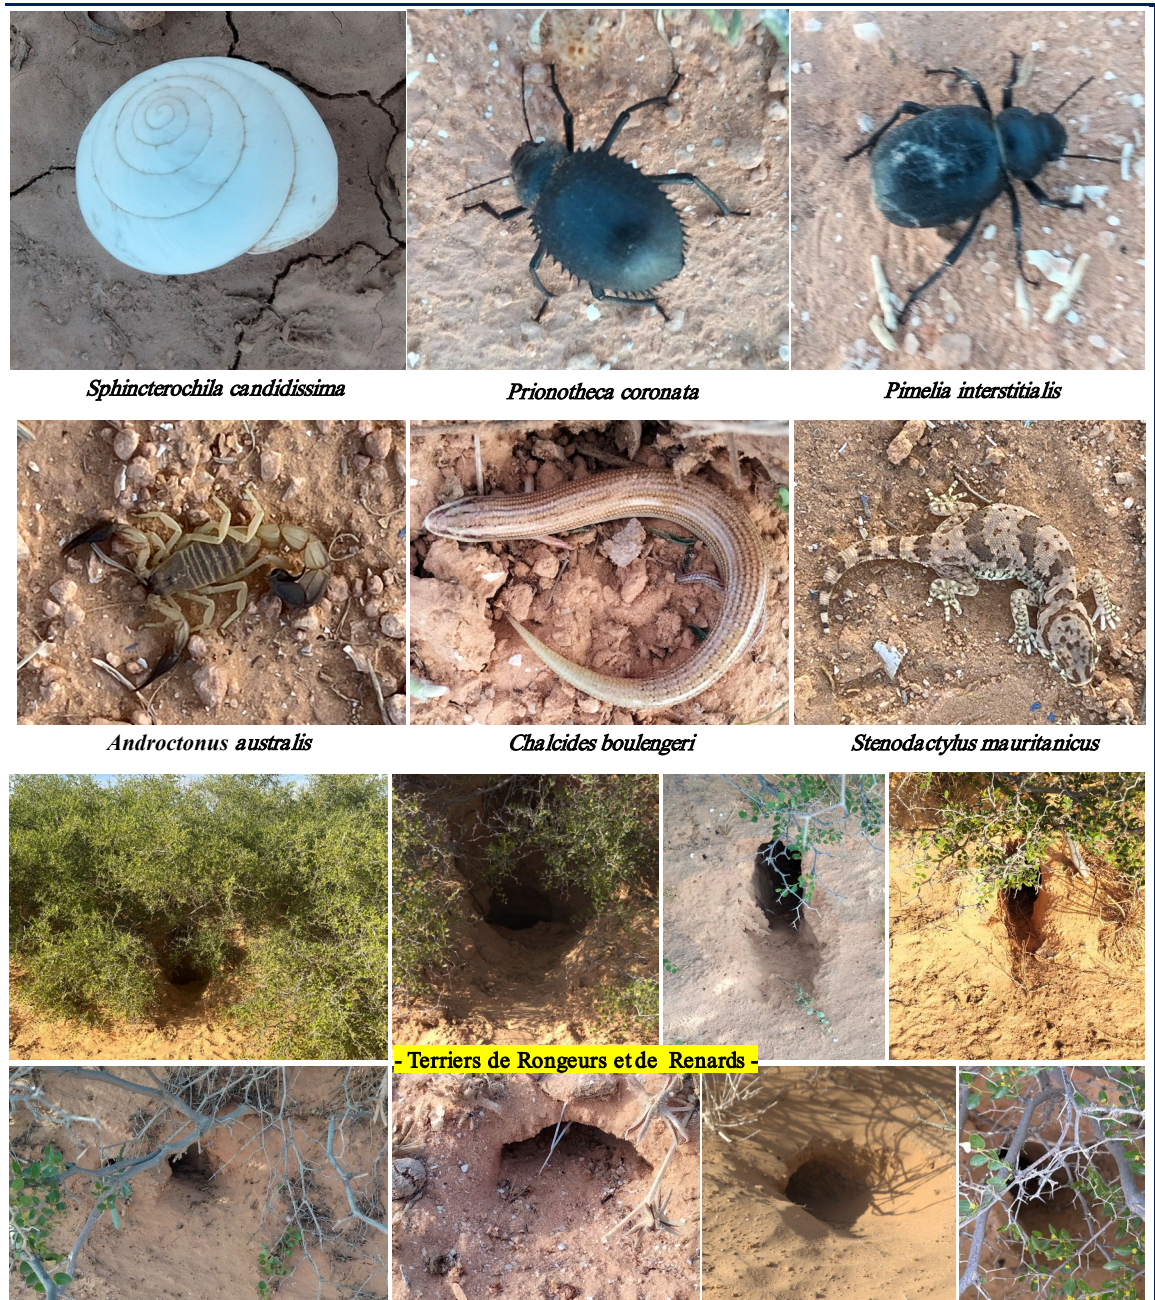 Sphincterochila candidissima
Prionotheca coronata
Pimelia interstitialis
Androctonus australis
Chalcides boulengeri
Stenodactylus mauritanicus
- Terriers de Rongeurs et de Renards -